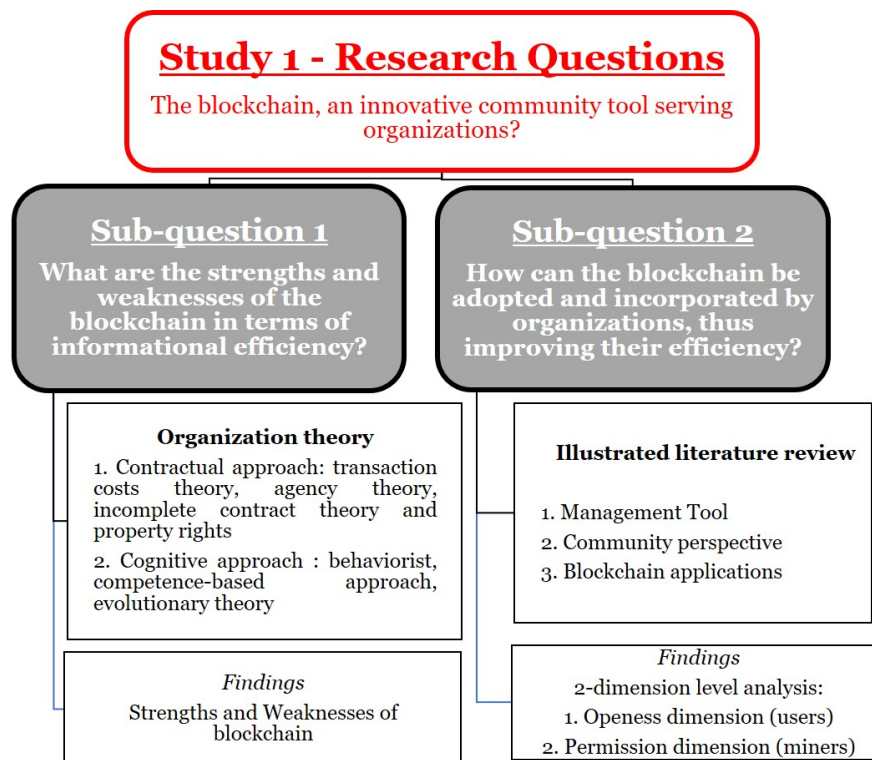 Study 1 - Research Questions
The blockchain, an innovative community tool serving
organizations?
Sub-question 1
What are the strengths and
weaknesses of the
blockchain in terms of
informational efficiency?
Sub-question 2
How can the blockchain be
adopted and incorporated by
organizations, thus
improving their efficiency?
Organization theory
1. Contractual approach: transaction
costs theory, agency theory,
incomplete contract theory and
property rights
2. Cognitive approach : behaviorist,
competence-based approach,
evolutionary theory
Illustrated literature review
1. Management Tool
2. Community perspective
3. Blockchain applications
Findings
Strengths and Weaknesses of
blockchain
Findings
2-dimension level analysis:
1. Openess dimension (users)
2. Permission dimension (miners)